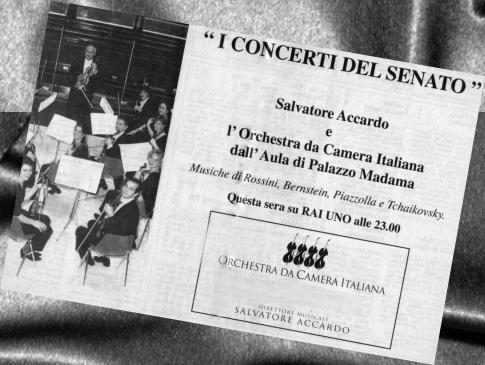 “ I CONCERTI DEL SENATO ”
Salvatore Accardo
e
l’ Orchestra da Camera Italiana
dall’ Aula di Palazzo Madama
Musiche di Rossini, Bernstein, Piazzolla e Tchaikovsky.
Questa sera su RAI UNO alle 23.00
ORCHESTRA DA CAMERA ITALIANA
DIRETTORE MUSICALE
SALVATORE ACCARDO